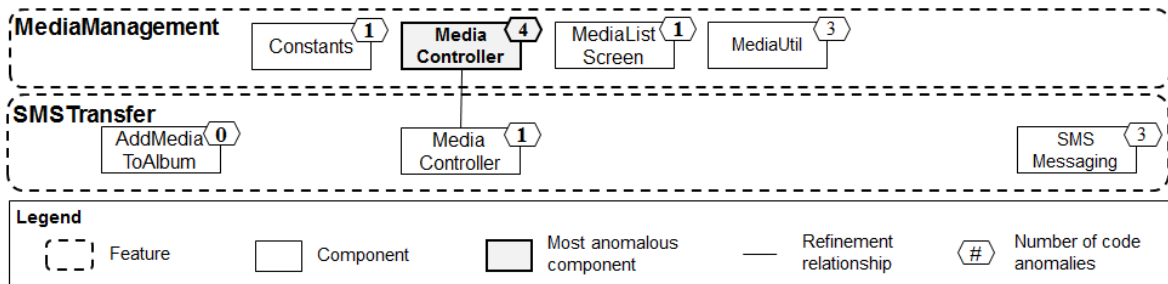 MediaManagement
Constants
1
Media
Controller
4
MediaList
Screen
1
MediaUtil
3
SMSTransfer
AddMedia
ToAlbum
0
Media
Controller
1
SMS
Messaging
3
Legend
Feature
Component
Most anomalous
component
Refinement
relationship
#
Number of code
anomalies